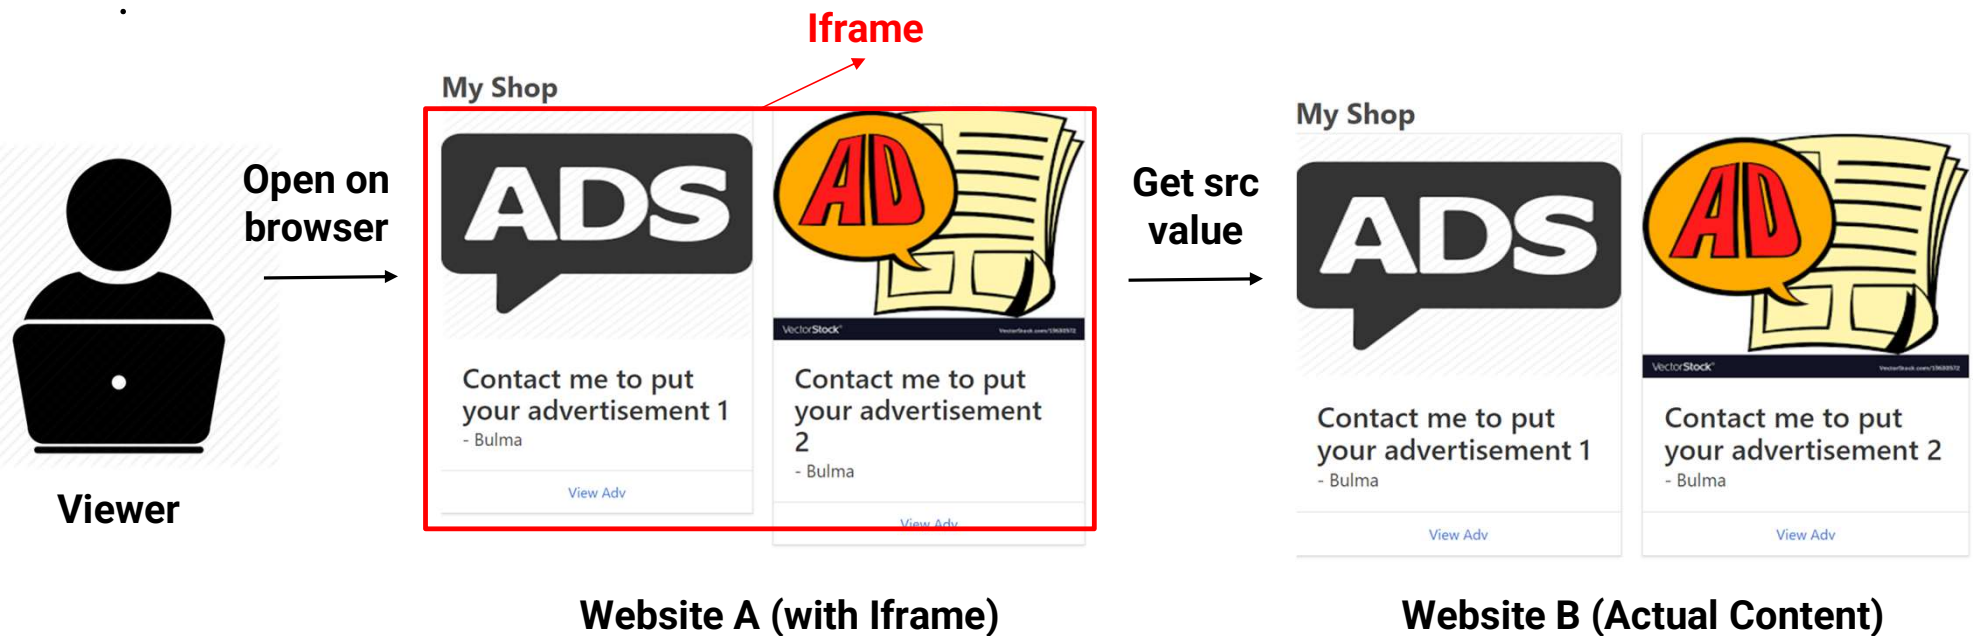 .
Iframe
My Shop
ADS
AD
VectorStock®
VectorStock.com/13630572
Contact me to put
your advertisement 1
- Bulma
View Adv
Contact me to put
your advertisement
2
- Bulma
View Adv
Open on
browser
Viewer
Website A (with Iframe)
Get src
value
My Shop
ADS
AD
VectorStock®
Contact me to put
your advertisement 1
- Bulma
View Adv
Contact me to put
your advertisement 2
- Bulma
View Adv
Website B (Actual Content)